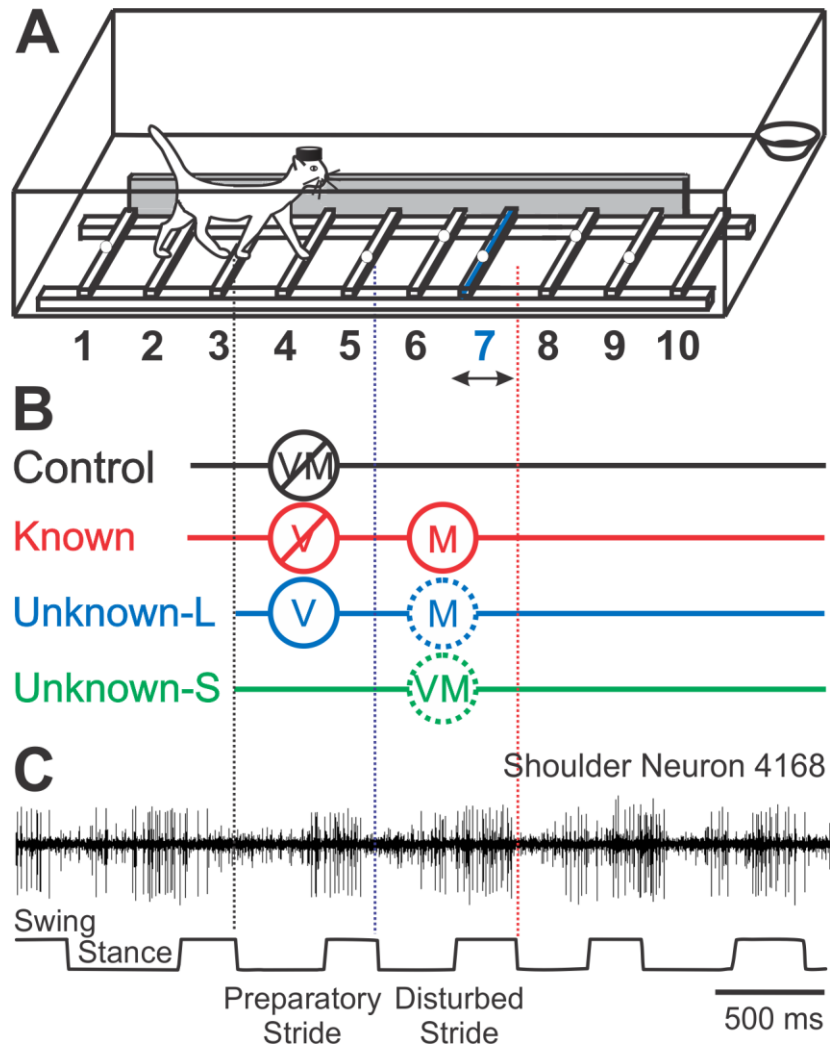 A
1 2 3 4 5 6 7 8 9 10
B
Control VM
Known V M
Unknown-L V M
Unknown-S VM
C
Shoulder Neuron 4168
Swing
Stance
Preparatory Disturbed
Stride Stride
500 ms